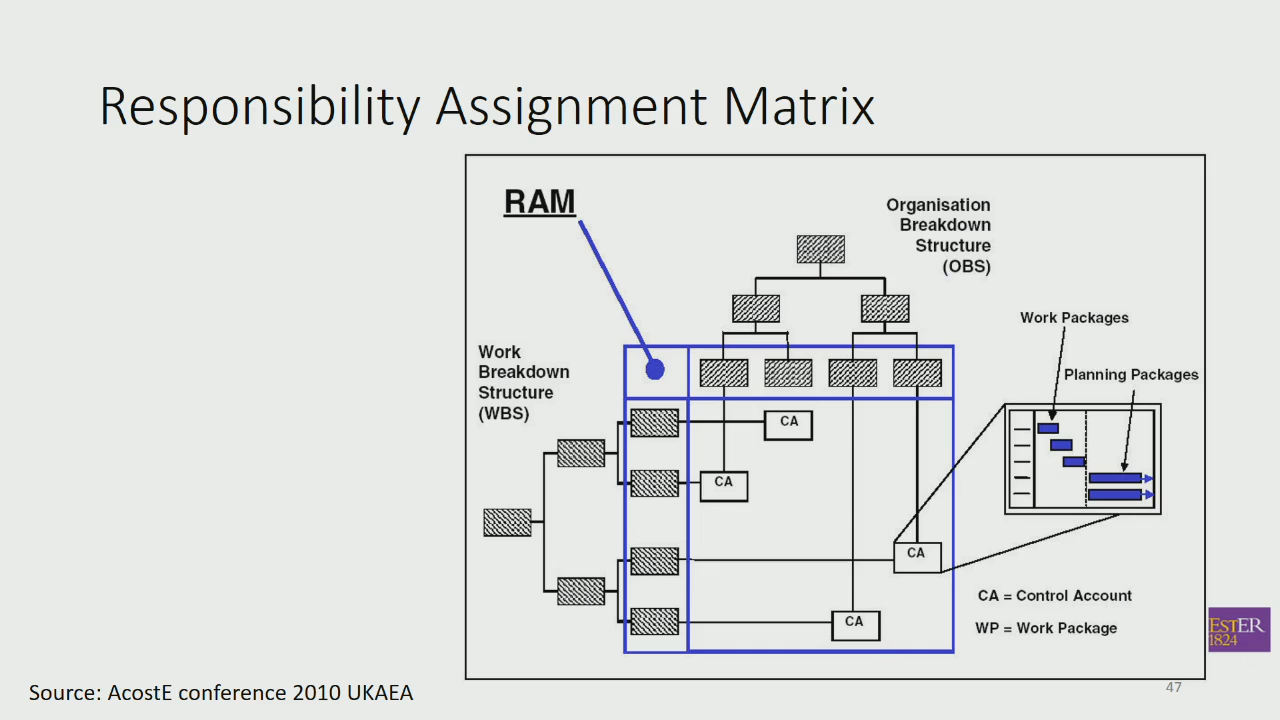 Responsibility Assignment Matrix
RAM
Organisation
Breakdown
Structure
(OBS)
Work Packages
Planning Packages
Work
Breakdown
Structure
(WBS)
CA
CA
CA
CA
CA = Control Account
WP = Work Package
EStER
1824
Source: AcostE conference 2010 UKAEA
47